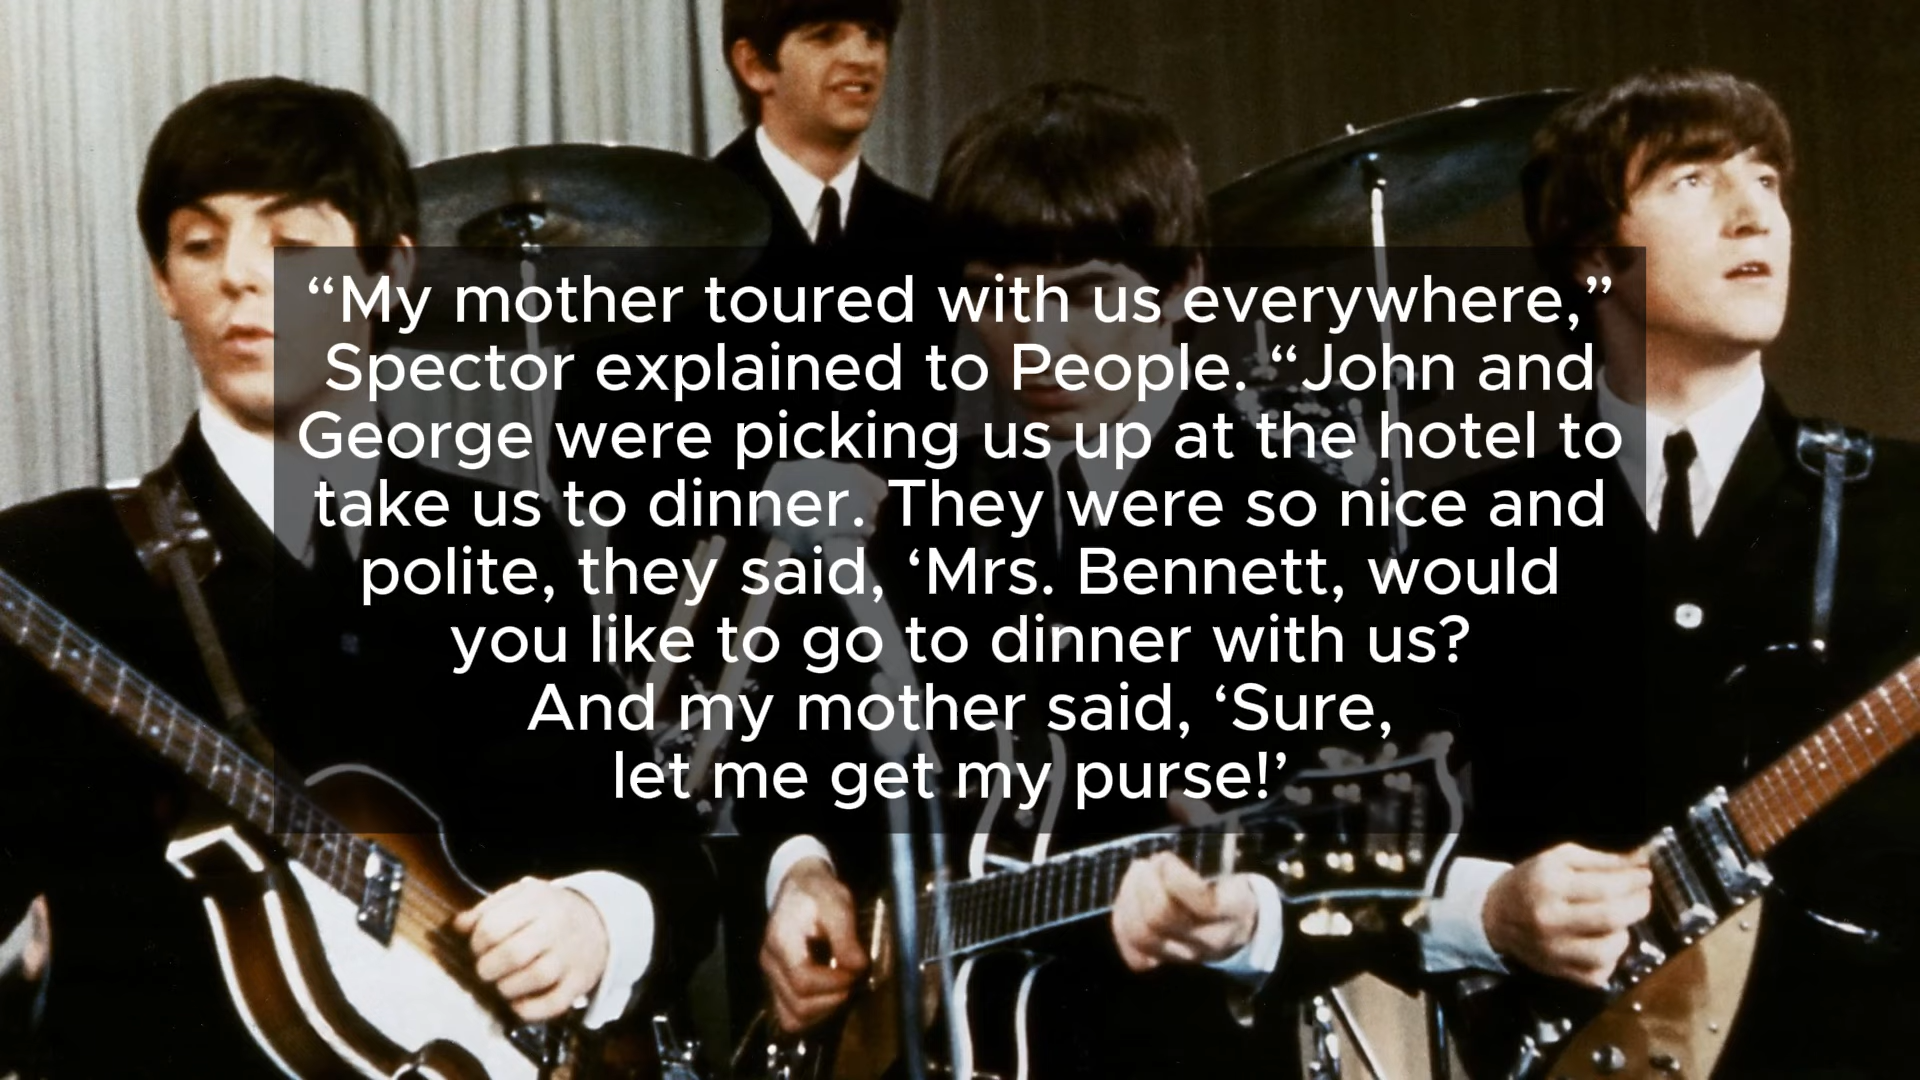 “My mother toured with us everywhere,”
Spector explained to People. “John and
George were picking us up at the hotel to
take us to dinner. They were so nice and
polite, they said, ‘Mrs. Bennett, would
you like to go to dinner with us?
And my mother said, ‘Sure,
let me get my purse!’